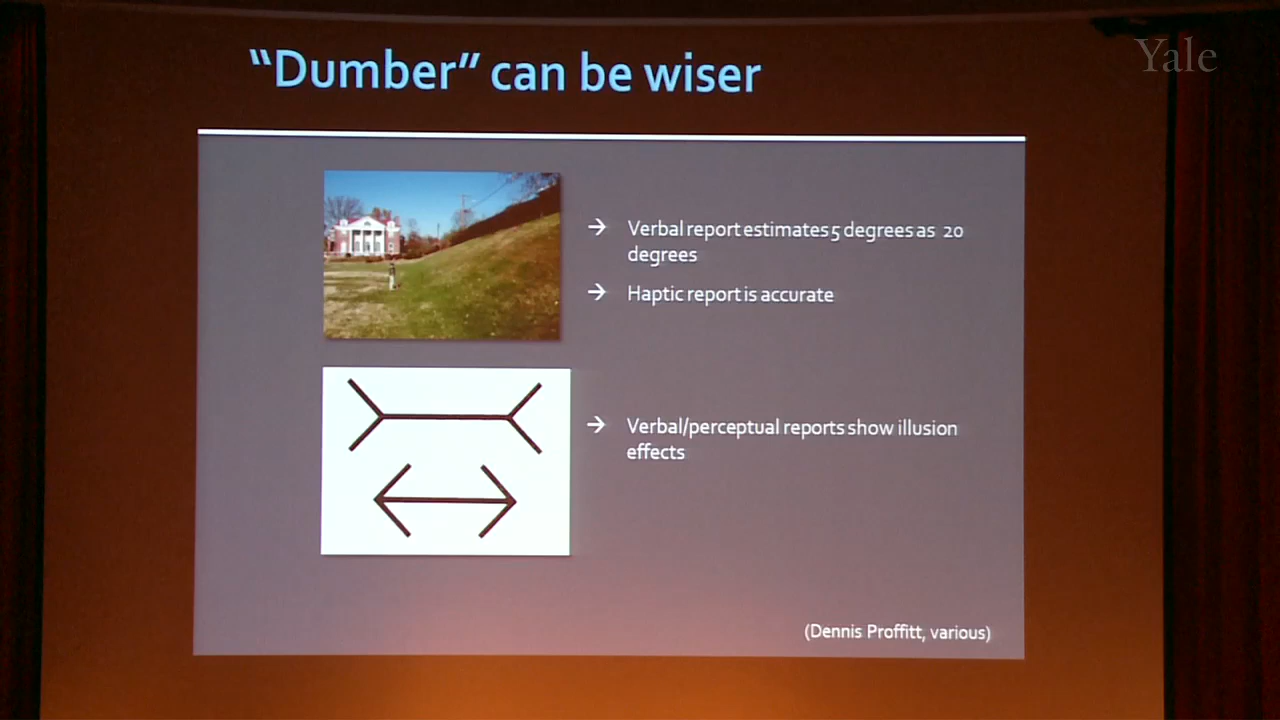 “Dumber” can be wiser
Yale
→ Verbal report estimates 5 degrees as 20
degrees
→ Haptic report is accurate
→ Verbal/perceptual reports show illusion
effects
(Dennis Proffitt, various)